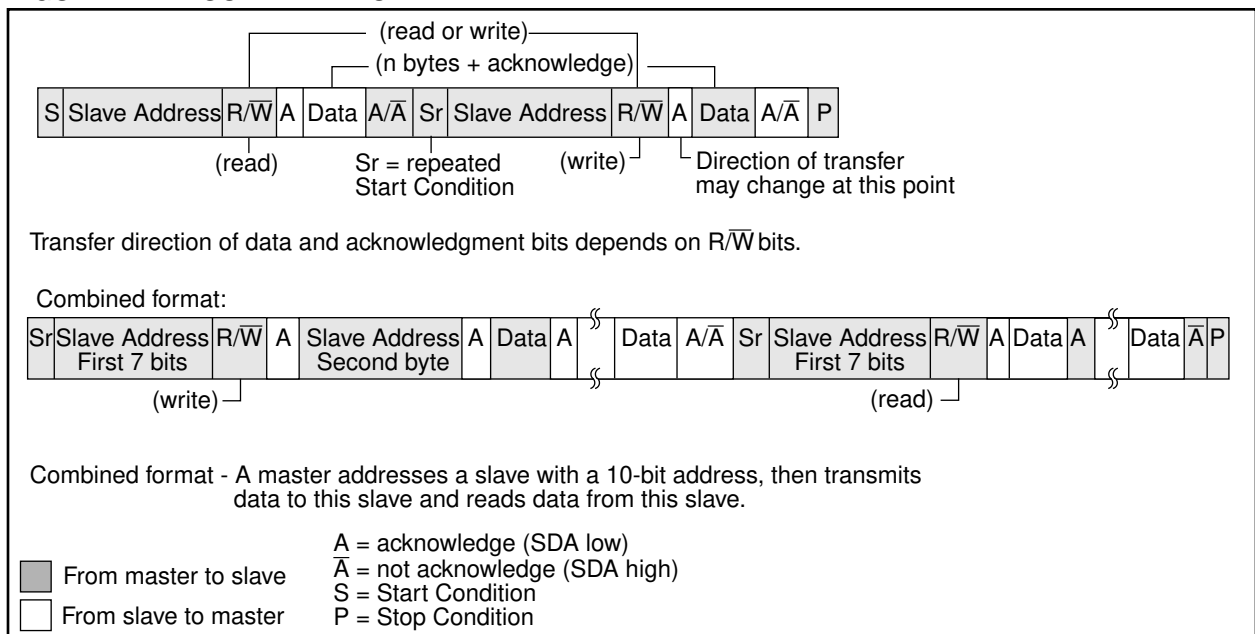 (read or write)
(n bytes + acknowledge)
S Slave Address R/W̅ A Data A/A̅ Sr Slave Address R/W̅ A Data A/A̅ P
(read) Sr = repeated (write) Direction of transfer
Start Condition may change at this point
Transfer direction of data and acknowledgment bits depends on R/W̅ bits.
Combined format:
Sr Slave Address R/W̅ A Slave Address A Data A Data A/A̅ Sr Slave Address R/W̅ A Data A Data A̅ P
First 7 bits Second byte First 7 bits
(write) (read)
Combined format - A master addresses a slave with a 10-bit address, then transmits
data to this slave and reads data from this slave.
A = acknowledge (SDA low)
A̅ = not acknowledge (SDA high)
From master to slave S = Start Condition
From slave to master P = Stop Condition